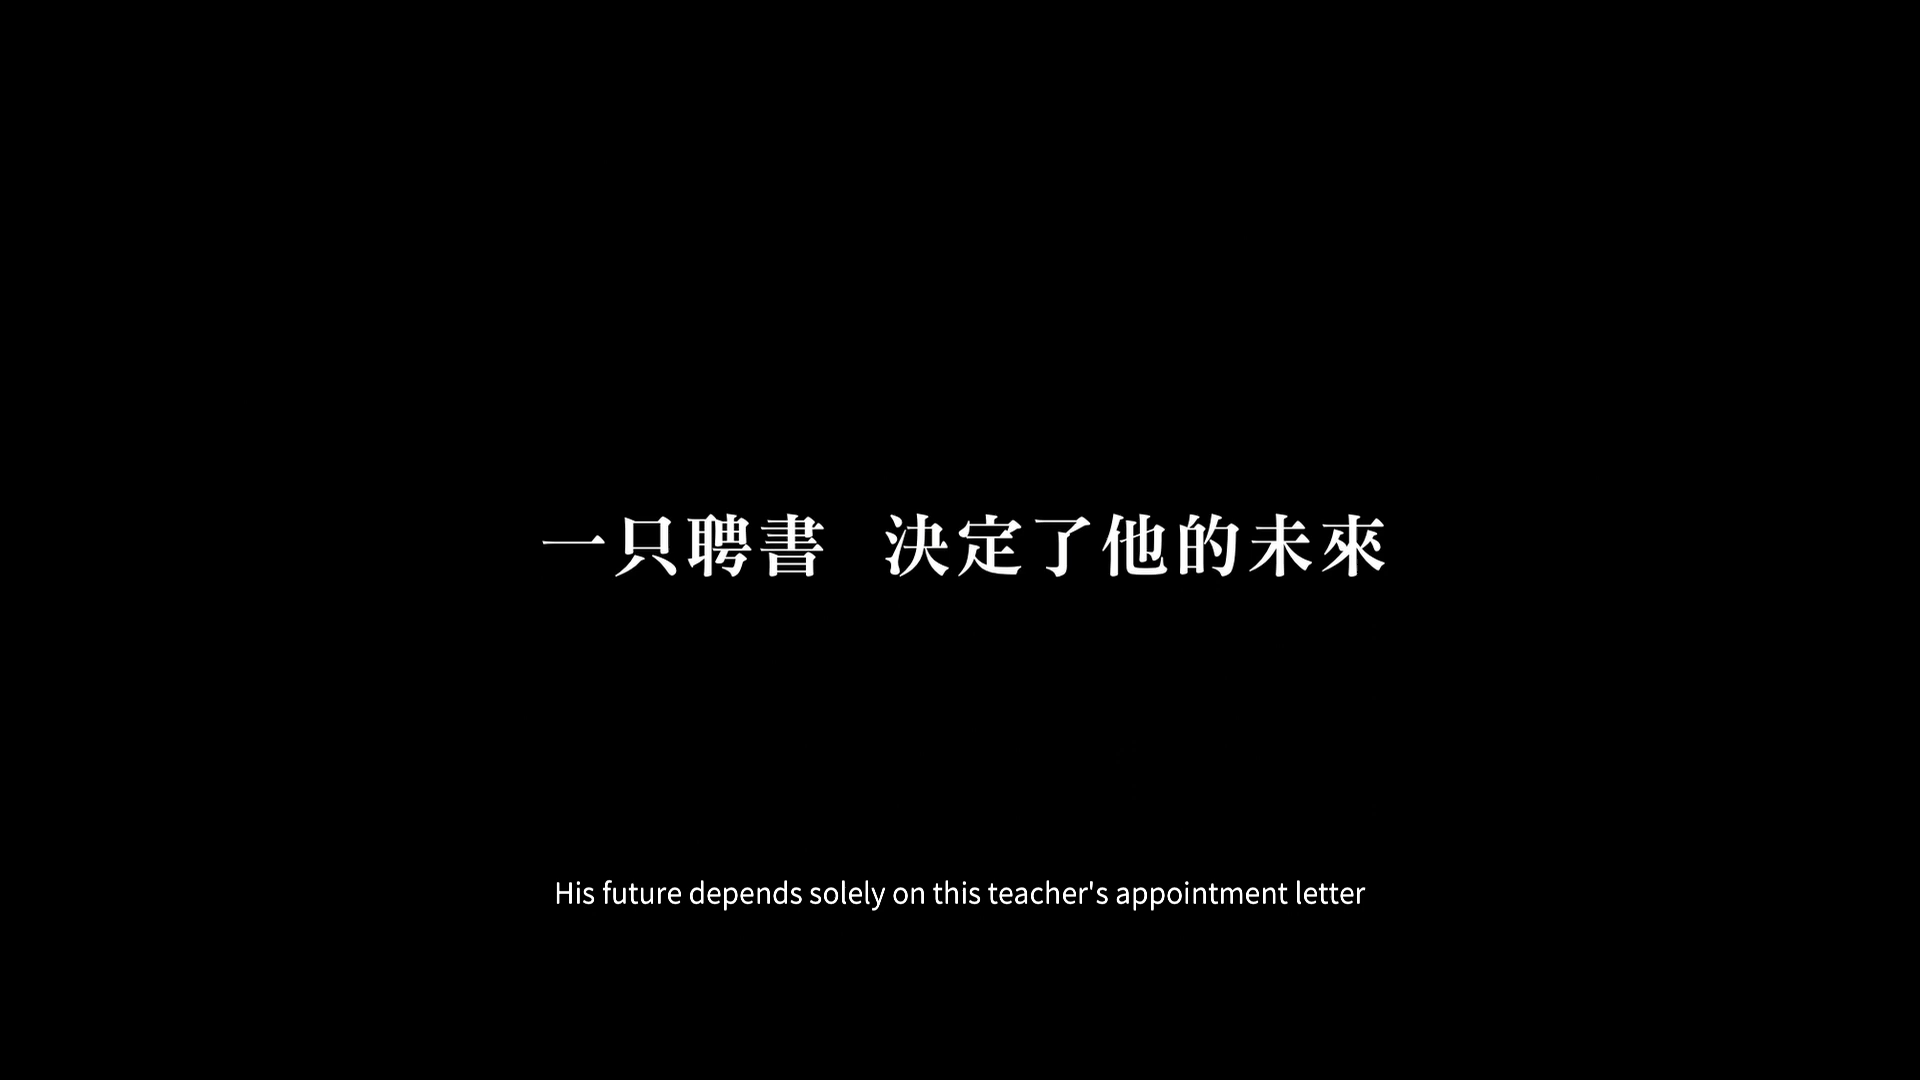 一只聘書 決定了他的未來
His future depends solely on this teacher's appointment letter